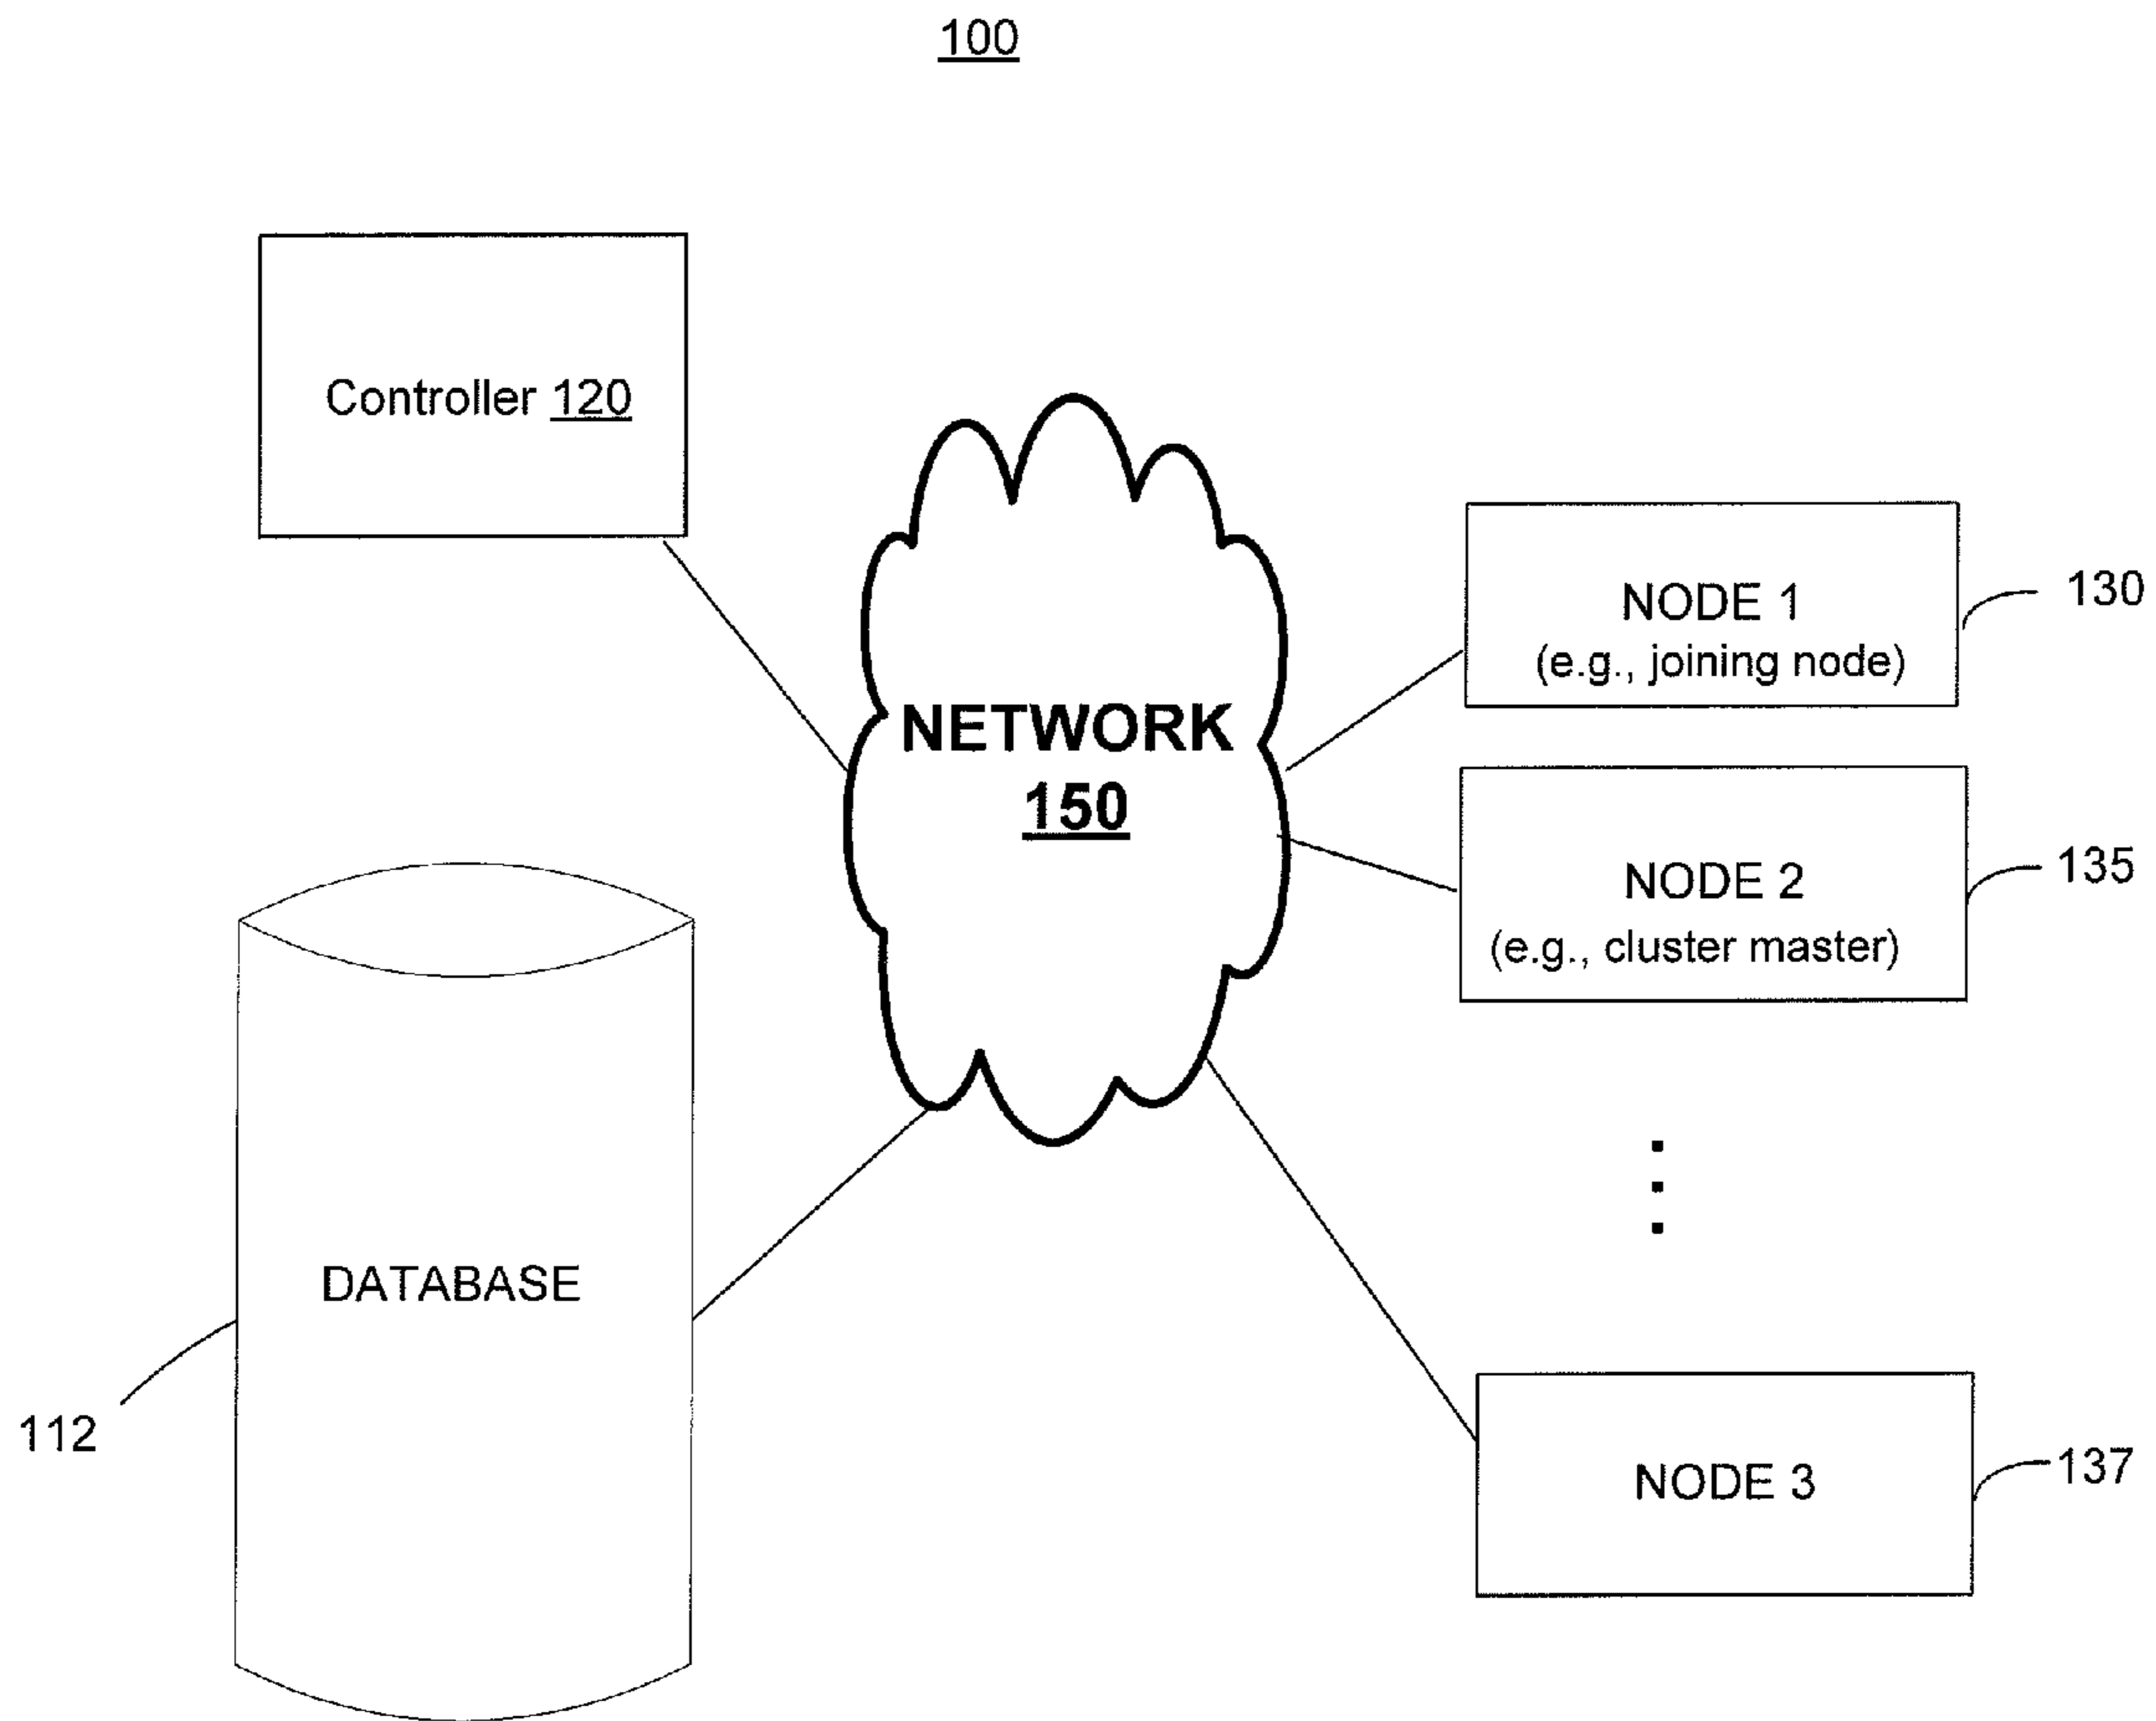 100
Controller 120
NETWORK
150
NODE 1
(e.g., joining node)
130
NODE 2
(e.g., cluster master)
135
DATABASE
112
NODE 3
137